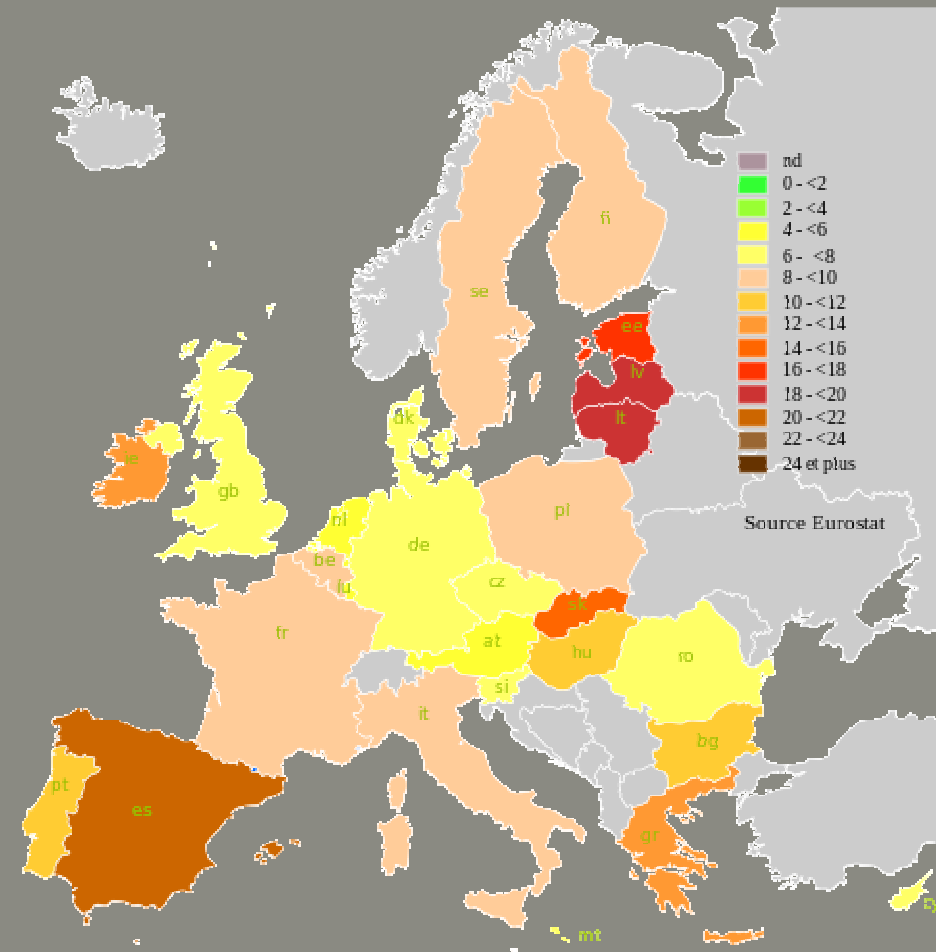 nd
0 - <2
2 - <4
4 - <6
6 - <8
8 - <10
10 - <12
12 - <14
14 - <16
16 - <18
18 - <20
20 - <22
22 - <24
24 et plus
Source Eurostat
fi
se
ee
lv
lt
dk
ie
gb
nl
pl
de
be
lu
cz
sk
fr
at
hu
ro
si
it
bg
pt
es
gr
mt